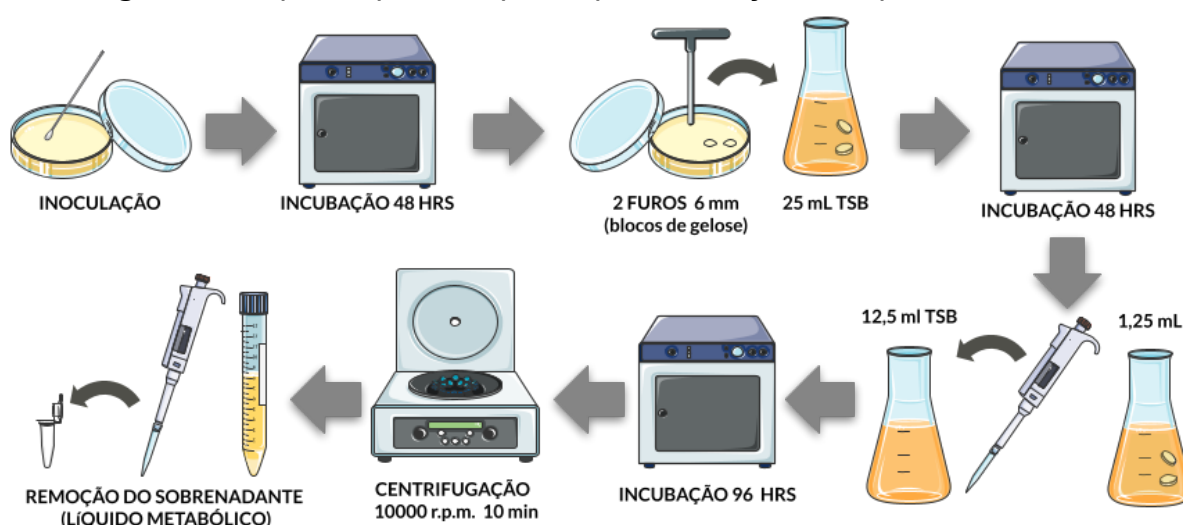 INOCULAÇÃO
INCUBAÇÃO 48 HRS
2 FUROS 6 mm
(blocos de gelose)
25 mL TSB
INCUBAÇÃO 48 HRS
1,25 mL
12,5 ml TSB
INCUBAÇÃO 96 HRS
CENTRIFUGAÇÃO
10000 r.p.m. 10 min
REMOÇÃO DO SOBRENADANTE
(LÍQUIDO METABÓLICO)